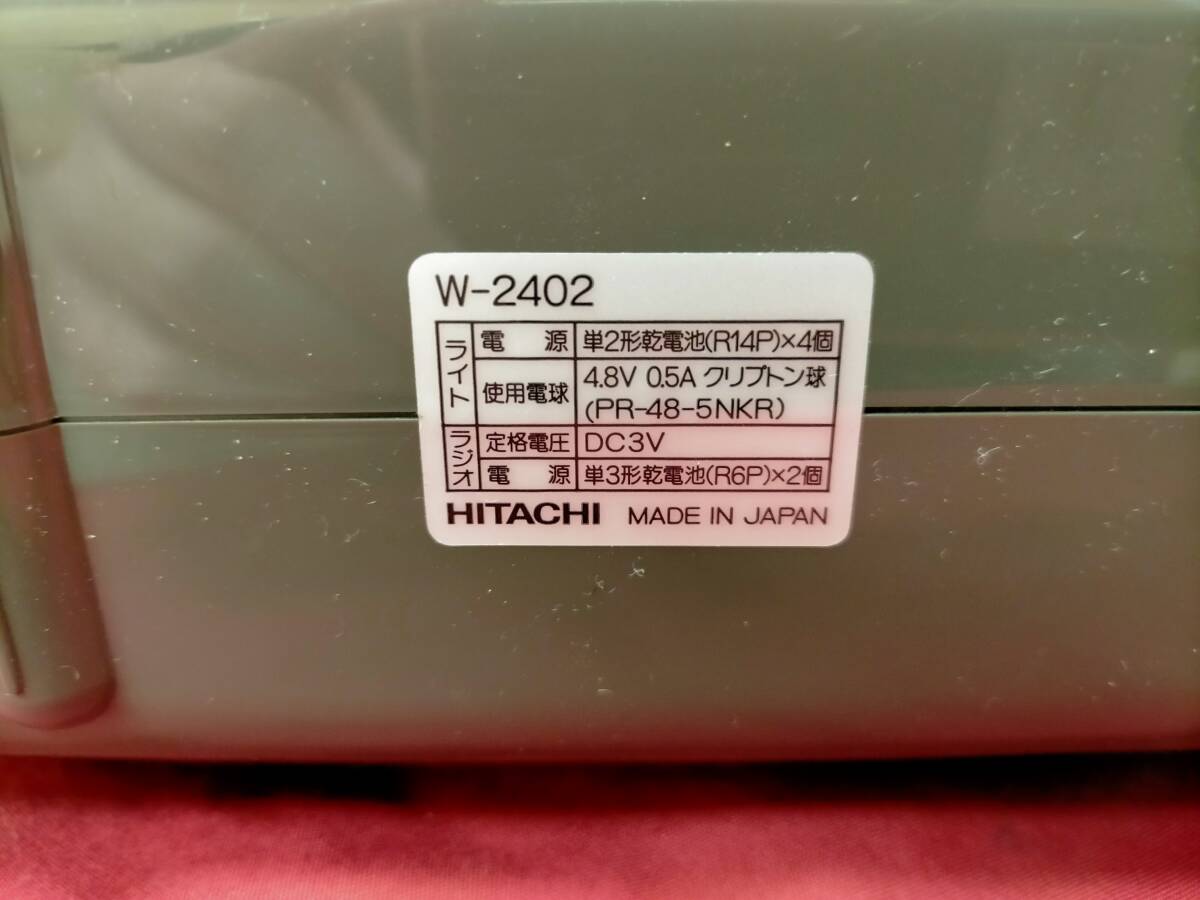 W-2402
ライト
電源 単2形乾電池(R14P)×4個
使用電球 4.8V 0.5A クリプトン球
(PR-48-5NKR)
ラジオ
定格電圧 DC3V
電源 単3形乾電池(R6P)×2個
HITACHI MADE IN JAPAN